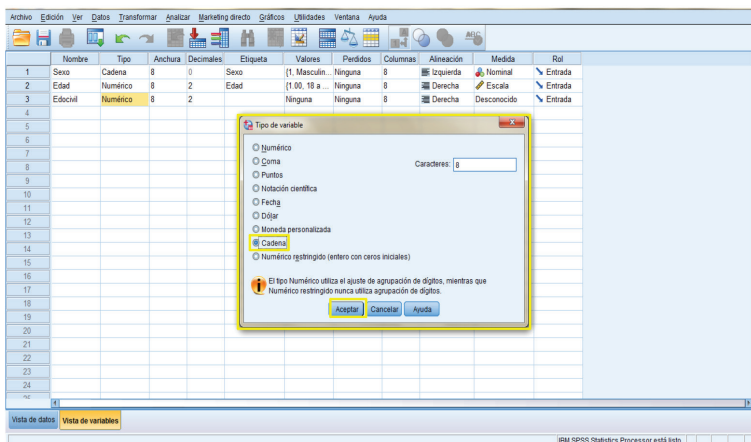 Archivo Edición Ver Datos Transformar Analizar Marketing directo Gráficos Utilidades Ventana Ayuda
Nombre Tipo Anchura Decimales Etiqueta Valores Perdidos Columnas Alineación Medida Rol
1 Sexo Cadena 8 0 Sexo {1, Masculin... Ninguna 8 Izquierda Nominal Entrada
2 Edad Numérico 8 2 Edad {1.00, 18 a ... Ninguna 8 Derecha Escala Entrada
3 Edocivil Numérico 8 2 Ninguna Ninguna 8 Derecha Desconocido Entrada
4
5
6
7
8
9
10
11
12
13
14
15
16
17
18
19
20
21
22
23
24
Tipo de variable
Numérico
Coma
Puntos
Notación científica
Fecha
Dólar
Moneda personalizada
Cadena
Numérico restringido (entero con ceros iniciales)
Caracteres: 8
El tipo Numérico utiliza el ajuste de agrupación de dígitos, mientras que
Numérico restringido nunca utiliza agrupación de dígitos.
Aceptar Cancelar Ayuda
Vista de datos Vista de variables
IBM SPSS Statistics Processor está listo